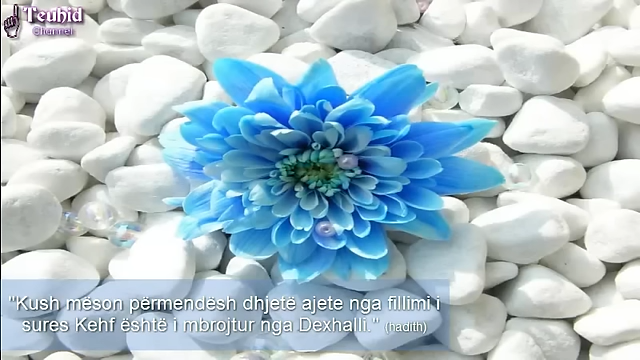 Teuhid
Channel
"Kush mëson përmendësh dhjetë ajete nga fillimi i
sures Kehf është i mbrojtur nga Dexhalli." (hadith)